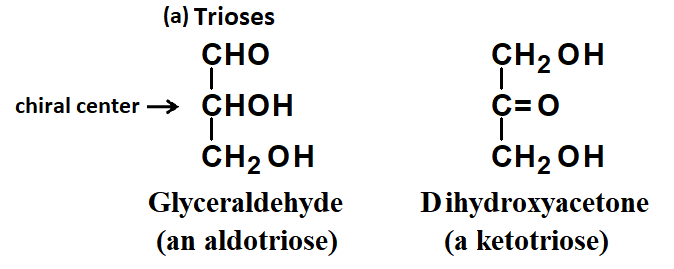 (a) Trioses
CHO
CH2 OH
chiral center → CHOH
C=O
CH2 OH
CH2 OH
Glyceraldehyde
Dihydroxyacetone
(an aldotriose)
(a ketotriose)